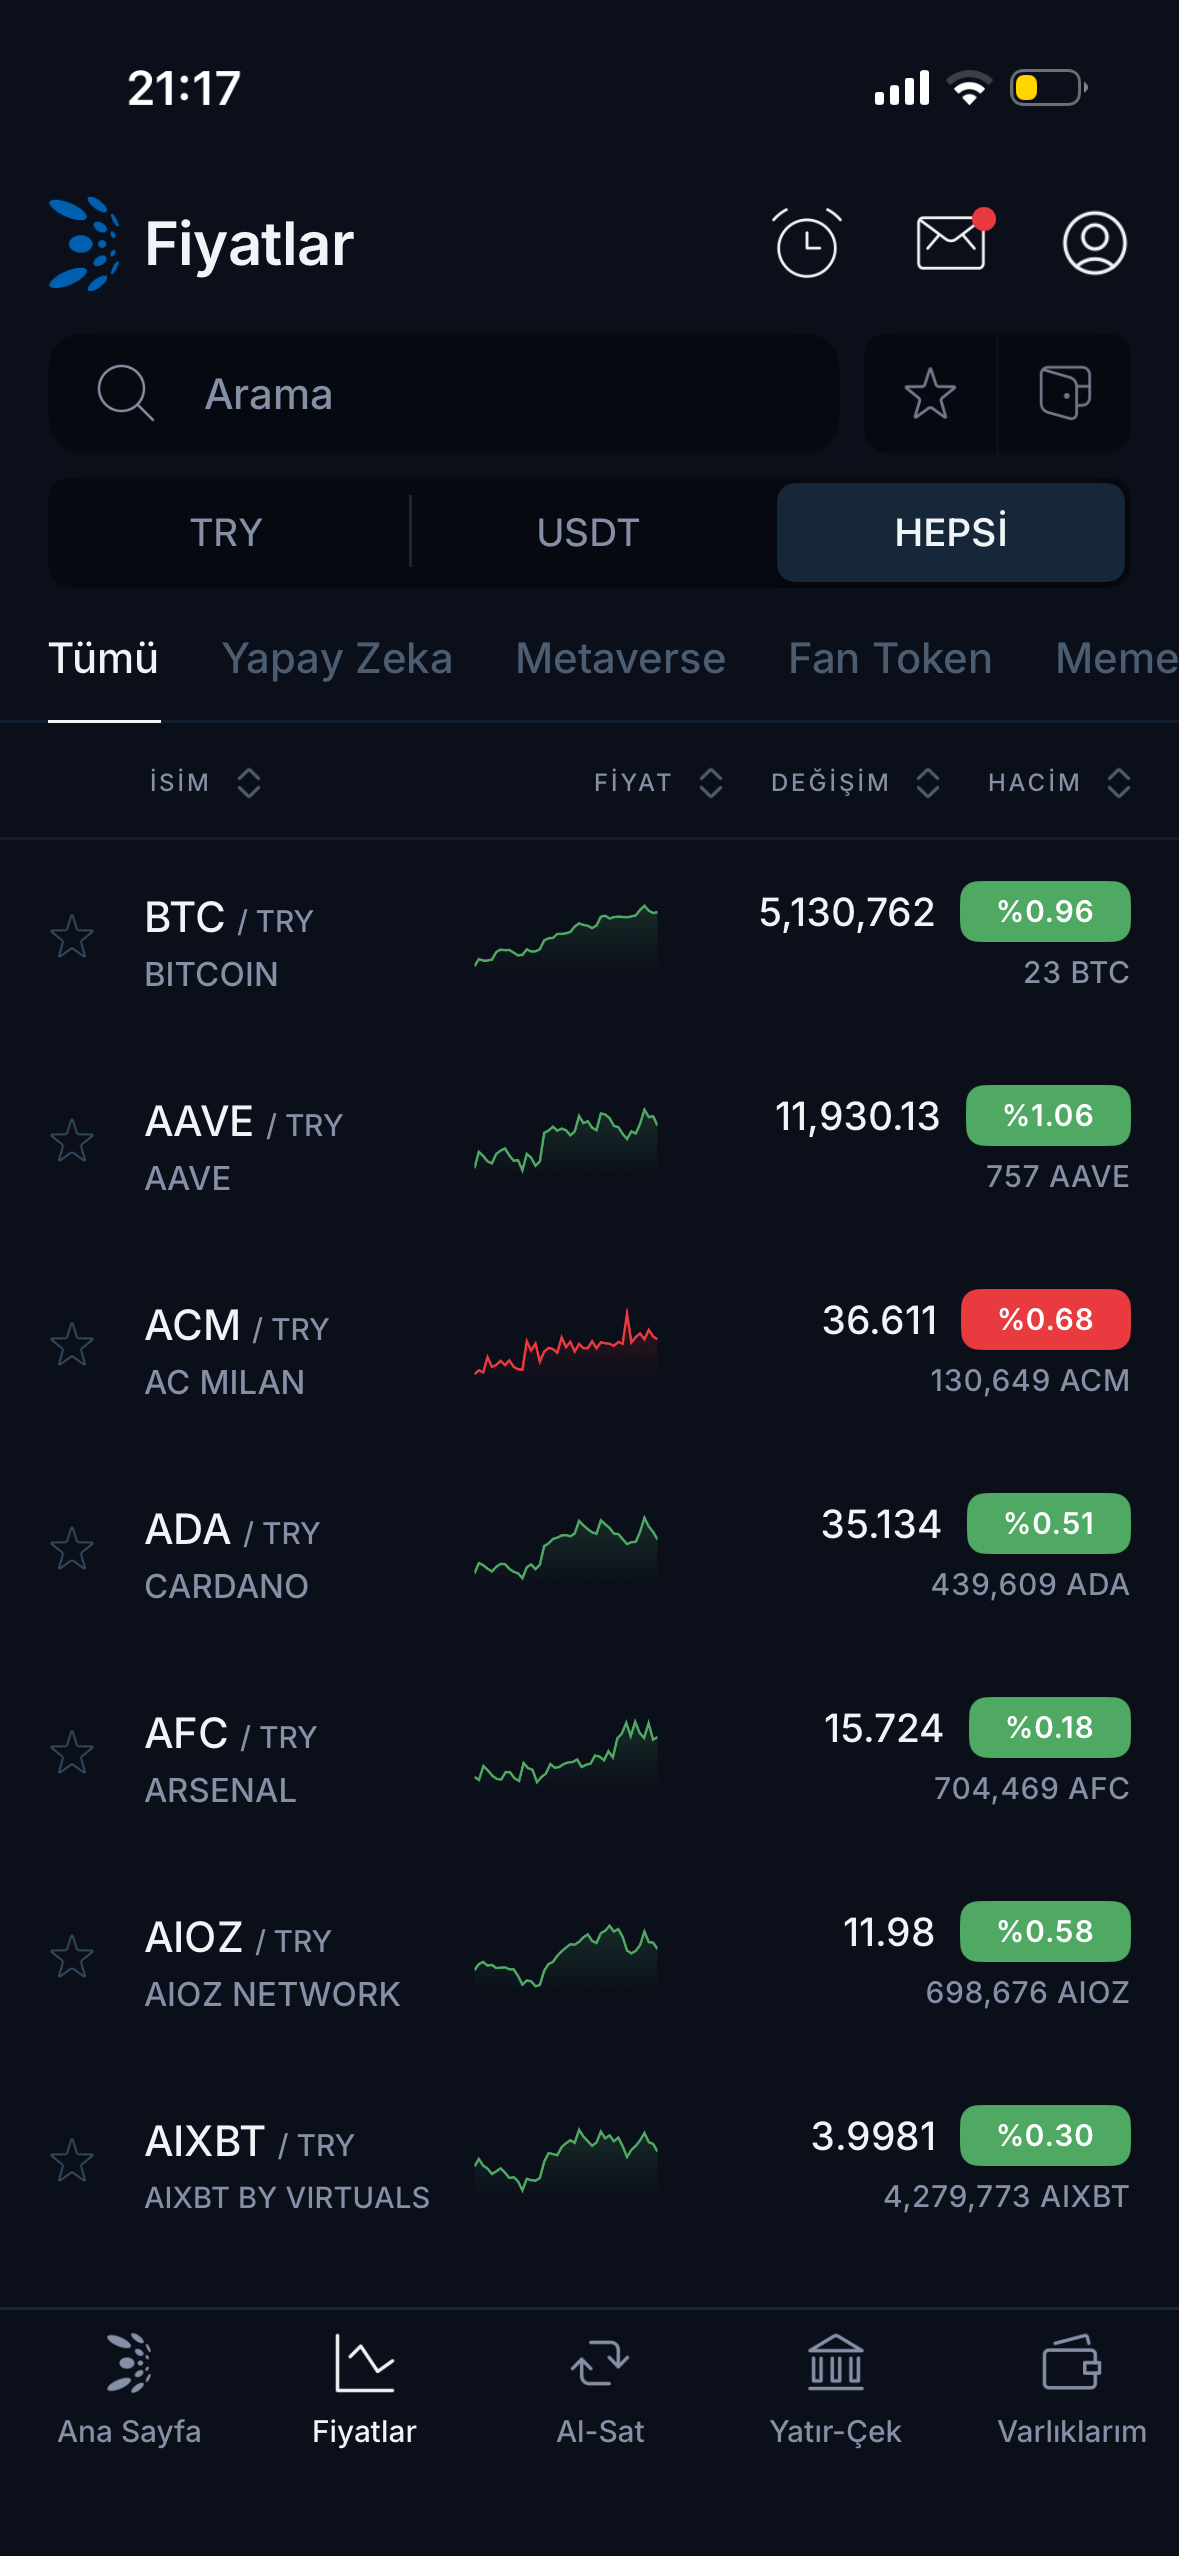 21:17
Fiyatlar
Arama
TRY USDT HEPSİ
Tümü Yapay Zeka Metaverse Fan Token Meme
İSİM FİYAT DEĞİŞİM HACİM
BTC / TRY 5,130,762 %0.96
BITCOIN 23 BTC
AAVE / TRY 11,930.13 %1.06
AAVE 757 AAVE
ACM / TRY 36.611 %0.68
AC MILAN 130,649 ACM
ADA / TRY 35.134 %0.51
CARDANO 439,609 ADA
AFC / TRY 15.724 %0.18
ARSENAL 704,469 AFC
AIOZ / TRY 11.98 %0.58
AIOZ NETWORK 698,676 AIOZ
AIXBT / TRY 3.9981 %0.30
AIXBT BY VIRTUALS 4,279,773 AIXBT
Ana Sayfa Fiyatlar Al-Sat Yatır-Çek Varlıklarım